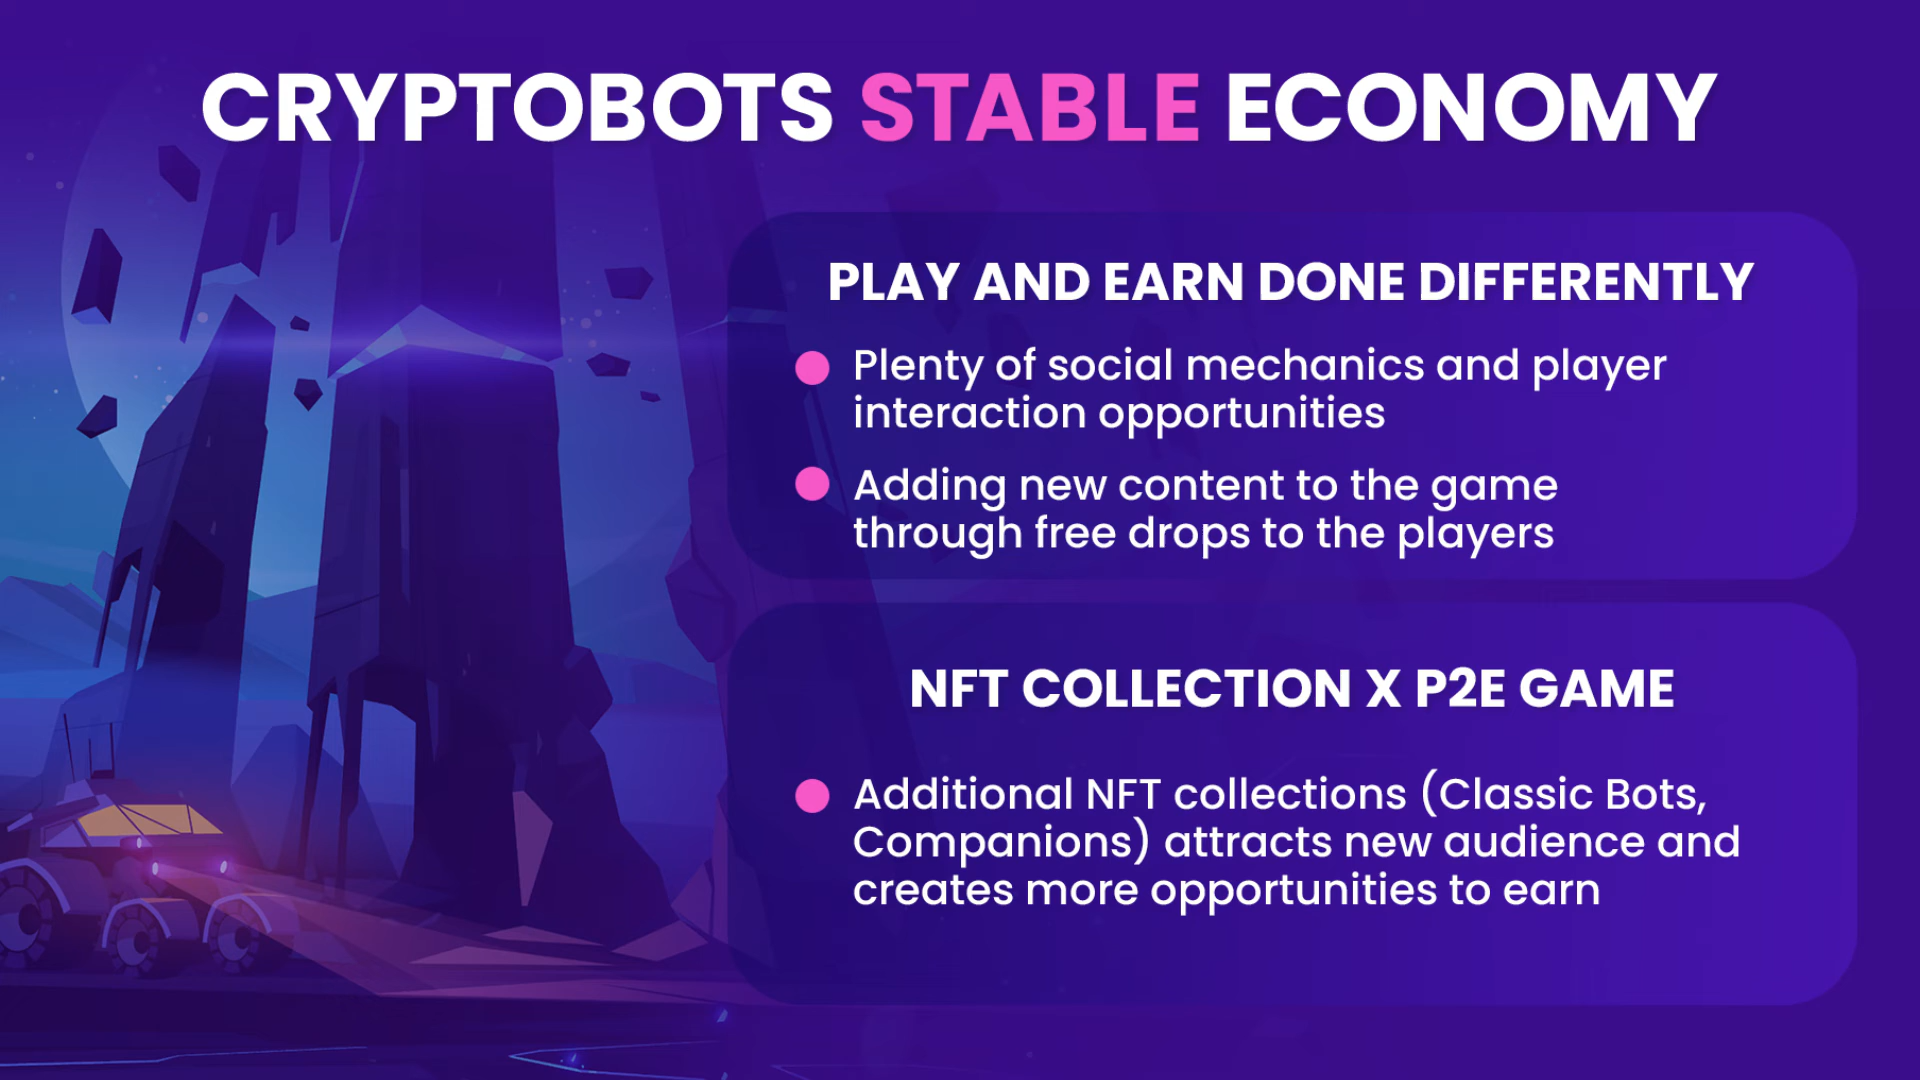 CRYPTOBOTS STABLE ECONOMY
PLAY AND EARN DONE DIFFERENTLY
Plenty of social mechanics and player
interaction opportunities
Adding new content to the game
through free drops to the players
NFT COLLECTION X P2E GAME
Additional NFT collections (Classic Bots,
Companions) attracts new audience and
creates more opportunities to earn